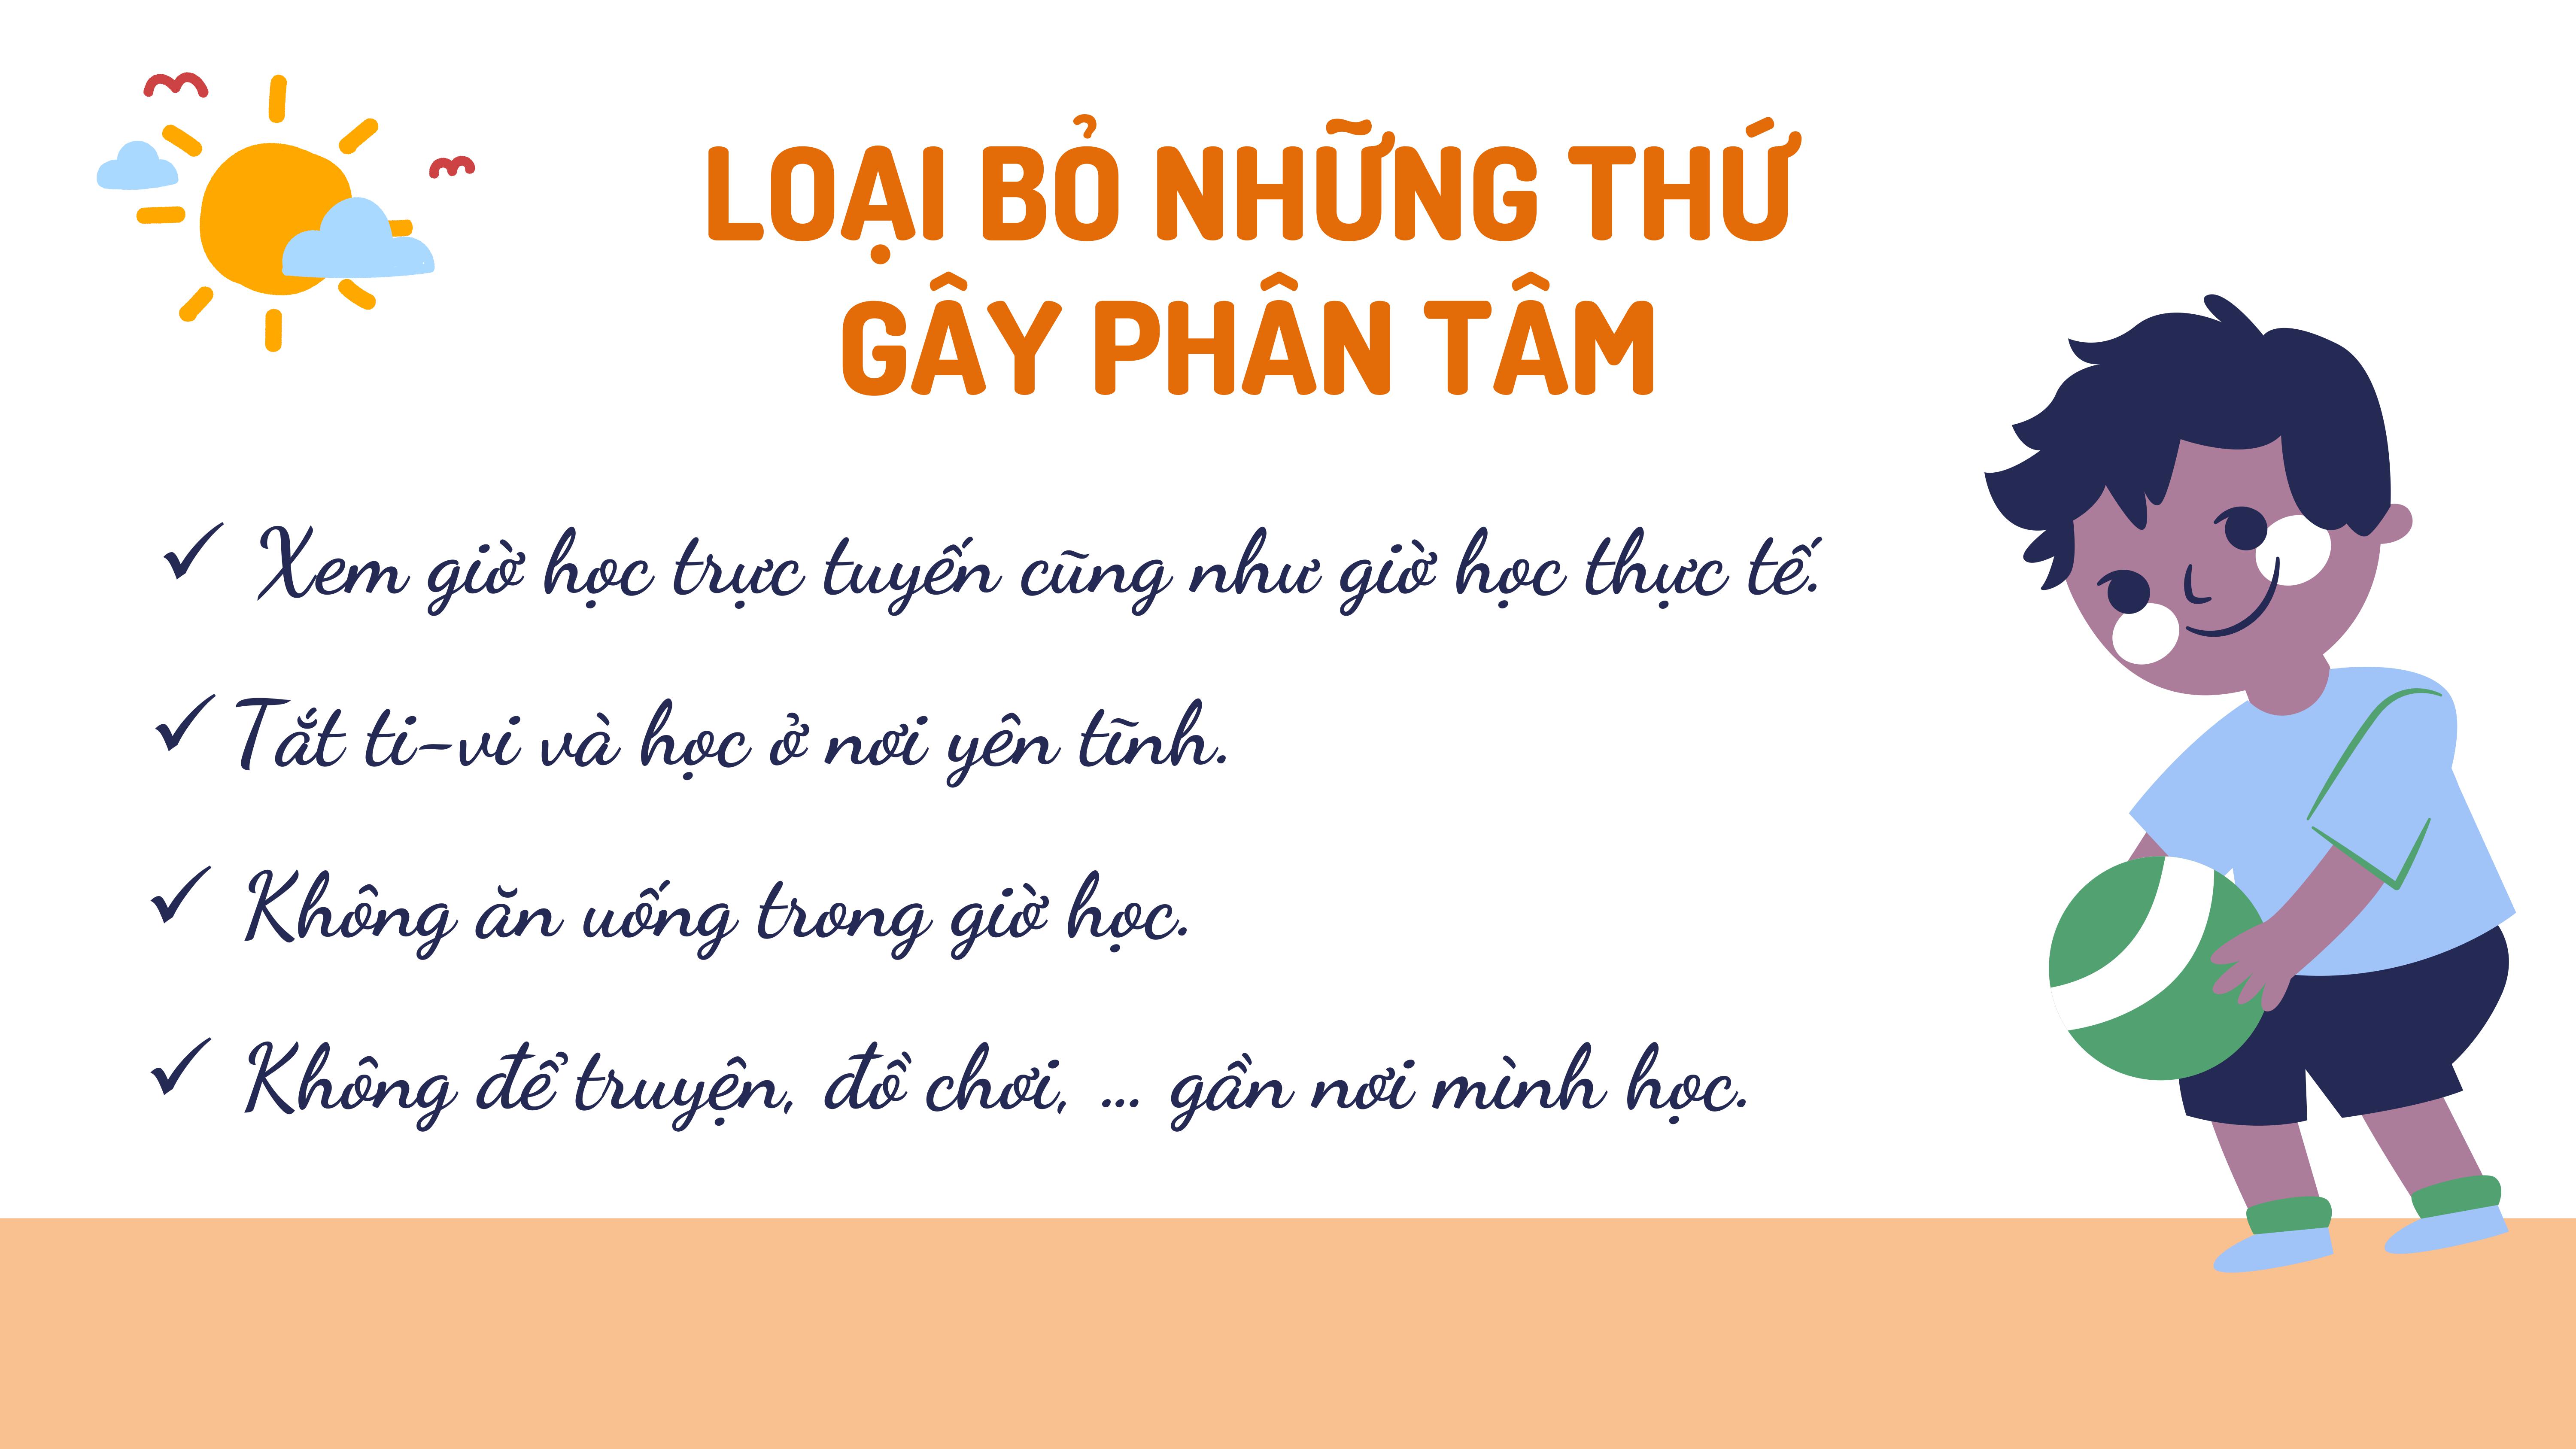 LOẠI BỎ NHỮNG THỨ
GÂY PHÂN TÂM
✓ Xem giờ học trực tuyến cũng như giờ học thực tế.
✓ Tắt ti-vi và học ở nơi yên tĩnh.
✓ Không ăn uống trong giờ học.
✓ Không để truyện, đồ chơi, ... gần nơi mình học.